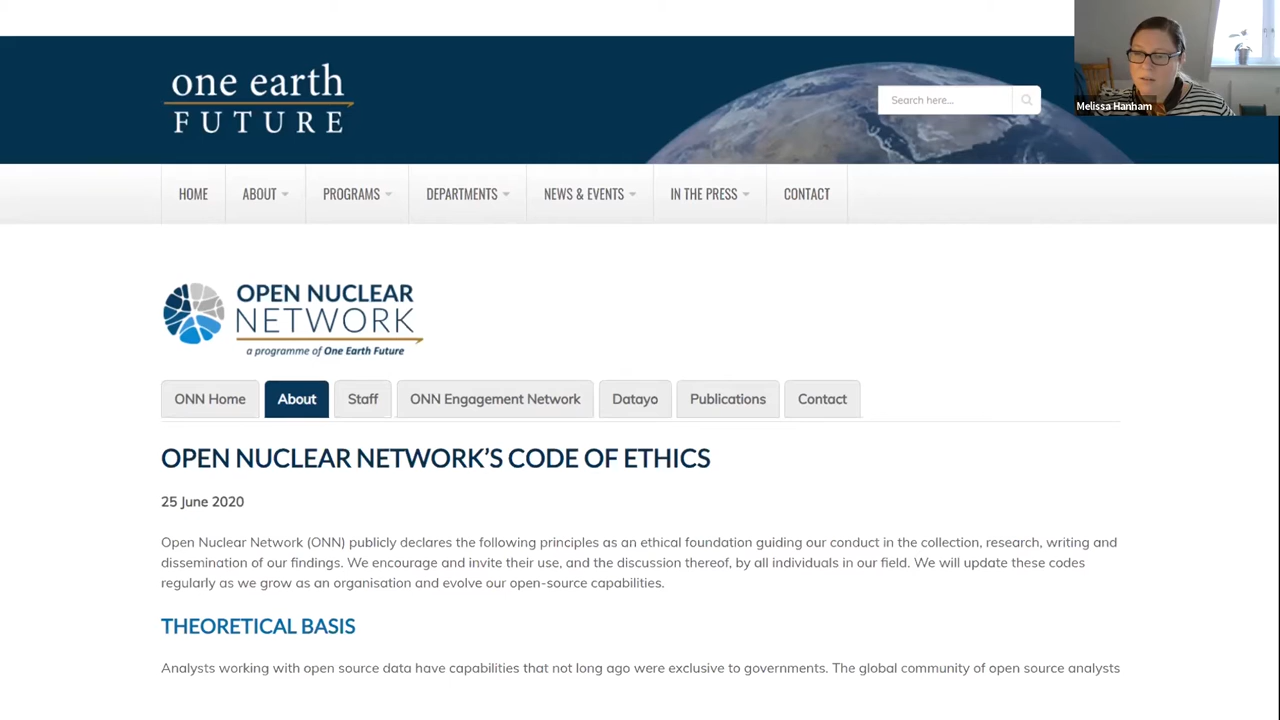 one earth
FUTURE
Search here...
Melissa Hanham
HOME
ABOUT
PROGRAMS
DEPARTMENTS
NEWS & EVENTS
IN THE PRESS
CONTACT
OPEN NUCLEAR
NETWORK
a programme of One Earth Future
ONN Home
About
Staff
ONN Engagement Network
Datayo
Publications
Contact
OPEN NUCLEAR NETWORK'S CODE OF ETHICS
25 June 2020
Open Nuclear Network (ONN) publicly declares the following principles as an ethical foundation guiding our conduct in the collection, research, writing and
dissemination of our findings. We encourage and invite their use, and the discussion thereof, by all individuals in our field. We will update these codes
regularly as we grow as an organisation and evolve our open-source capabilities.
THEORETICAL BASIS
Analysts working with open source data have capabilities that not long ago were exclusive to governments. The global community of open source analysts